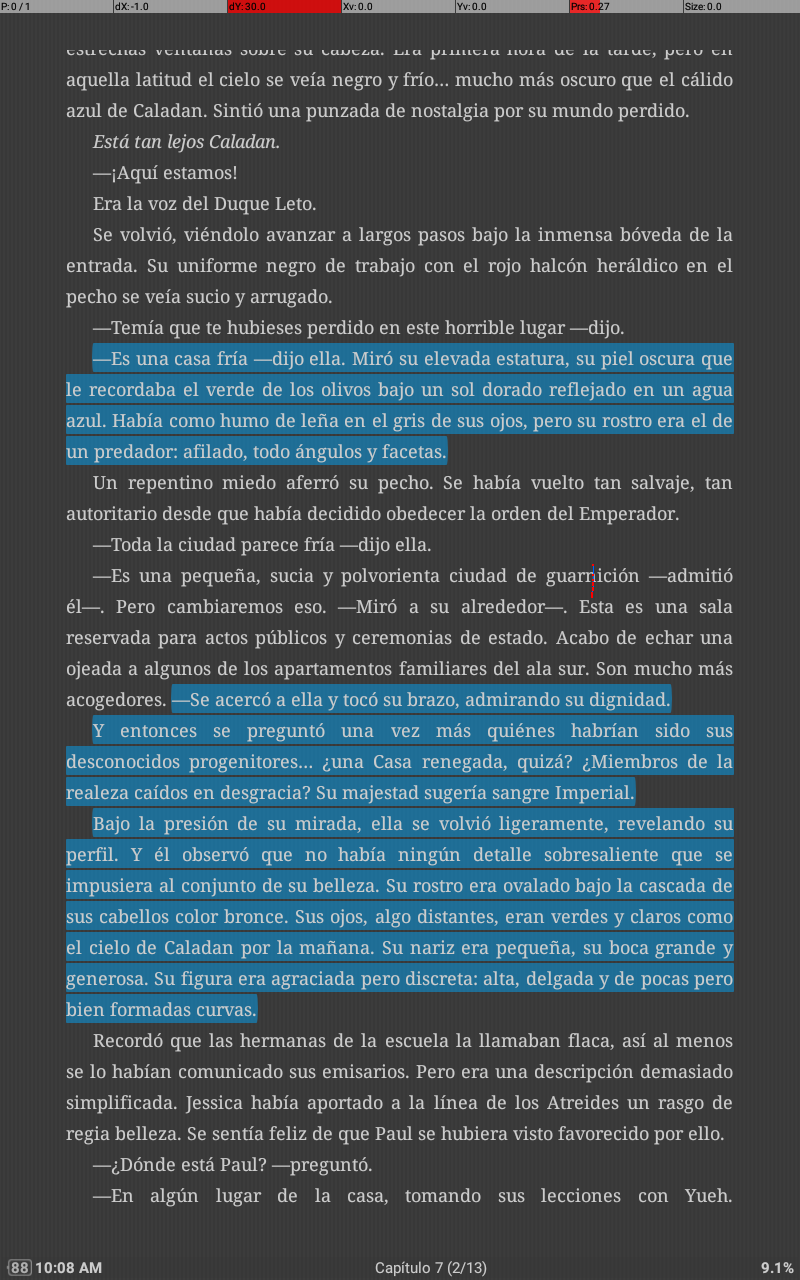 P: 0 / 1 dX: -1.0 dY: 30.0 Xv: 0.0 Yv: 0.0 Prs: 0.27 Size: 0.0
estrechas ventanas sobre su cabeza. Era primera hora de la tarde, pero en
aquella latitud el cielo se veía negro y frío... mucho más oscuro que el cálido
azul de Caladan. Sintió una punzada de nostalgia por su mundo perdido.
Está tan lejos Caladan.
—¡Aquí estamos!
Era la voz del Duque Leto.
Se volvió, viéndolo avanzar a largos pasos bajo la inmensa bóveda de la
entrada. Su uniforme negro de trabajo con el rojo halcón heráldico en el
pecho se veía sucio y arrugado.
—Temía que te hubieses perdido en este horrible lugar —dijo.
—Es una casa fría —dijo ella. Miró su elevada estatura, su piel oscura que
le recordaba el verde de los olivos bajo un sol dorado reflejado en un agua
azul. Había como humo de leña en el gris de sus ojos, pero su rostro era el de
un predador: afilado, todo ángulos y facetas.
Un repentino miedo aferró su pecho. Se había vuelto tan salvaje, tan
autoritario desde que había decidido obedecer la orden del Emperador.
—Toda la ciudad parece fría —dijo ella.
—Es una pequeña, sucia y polvorienta ciudad de guarnición —admitió
él—. Pero cambiaremos eso. —Miró a su alrededor—. Esta es una sala
reservada para actos públicos y ceremonias de estado. Acabo de echar una
ojeada a algunos de los apartamentos familiares del ala sur. Son mucho más
acogedores. —Se acercó a ella y tocó su brazo, admirando su dignidad.
Y entonces se preguntó una vez más quiénes habrían sido sus
desconocidos progenitores... ¿una Casa renegada, quizá? ¿Miembros de la
realeza caídos en desgracia? Su majestad sugería sangre Imperial.
Bajo la presión de su mirada, ella se volvió ligeramente, revelando su
perfil. Y él observó que no había ningún detalle sobresaliente que se
impusiera al conjunto de su belleza. Su rostro era ovalado bajo la cascada de
sus cabellos color bronce. Sus ojos, algo distantes, eran verdes y claros como
el cielo de Caladan por la mañana. Su nariz era pequeña, su boca grande y
generosa. Su figura era agraciada pero discreta: alta, delgada y de pocas pero
bien formadas curvas.
Recordó que las hermanas de la escuela la llamaban flaca, así al menos
se lo habían comunicado sus emisarios. Pero era una descripción demasiado
simplificada. Jessica había aportado a la línea de los Atreides un rasgo de
regia belleza. Se sentía feliz de que Paul se hubiera visto favorecido por ello.
—¿Dónde está Paul? —preguntó.
—En algún lugar de la casa, tomando sus lecciones con Yueh.
88 10:08 AM Capítulo 7 (2/13) 9.1%